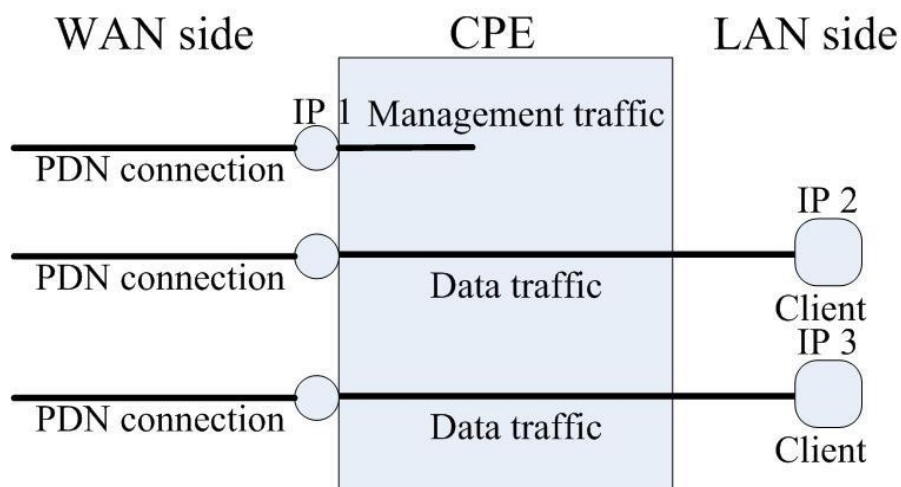 WAN side
CPE
LAN side
IP 1
Management traffic
PDN connection
IP 2
PDN connection
Data traffic
Client
IP 3
PDN connection
Data traffic
Client